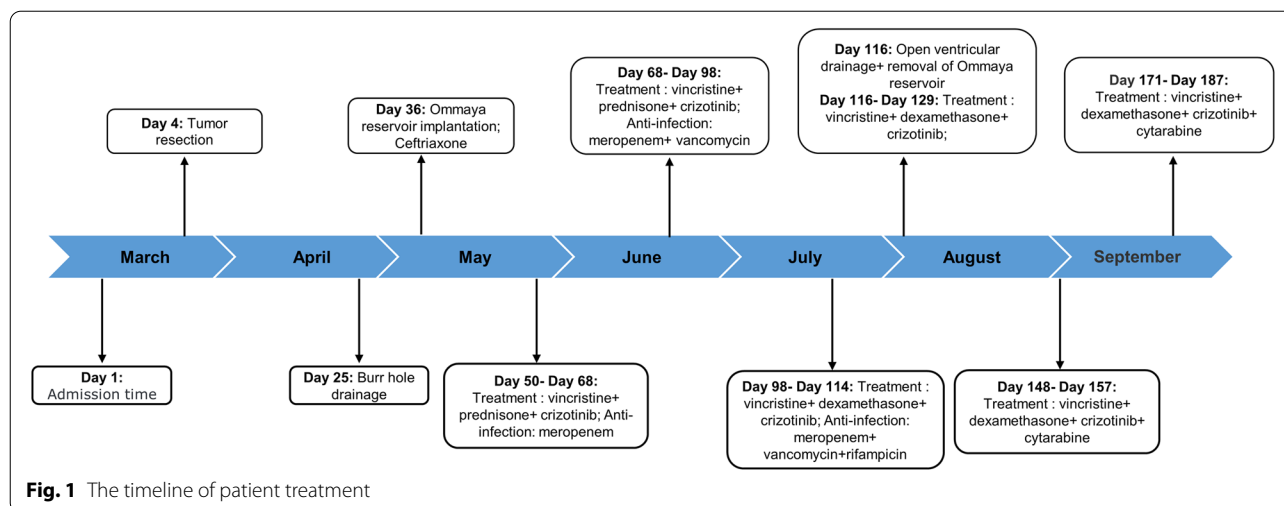 Day 4: Tumor
resection
Day 36: Ommaya
reservoir implantation;
Ceftriaxone
Day 68- Day 98:
Treatment : vincristine+
prednisone+ crizotinib;
Anti-infection:
meropenem+ vancomycin
Day 116: Open ventricular
drainage+ removal of Ommaya
reservoir
Day 116- Day 129: Treatment :
vincristine+ dexamethasone+
crizotinib;
Day 171- Day 187:
Treatment : vincristine+
dexamethasone+ crizotinib+
cytarabine
March
April
May
June
July
August
September
Day 1:
Admission time
Day 25: Burr hole
drainage
Day 50- Day 68:
Treatment : vincristine+
prednisone+ crizotinib; Anti-
infection: meropenem
Day 98- Day 114: Treatment :
vincristine+ dexamethasone+
crizotinib; Anti-infection:
meropenem+
vancomycin+rifampicin
Day 148- Day 157:
Treatment : vincristine+
dexamethasone+ crizotinib+
cytarabine
Fig. 1 The timeline of patient treatment